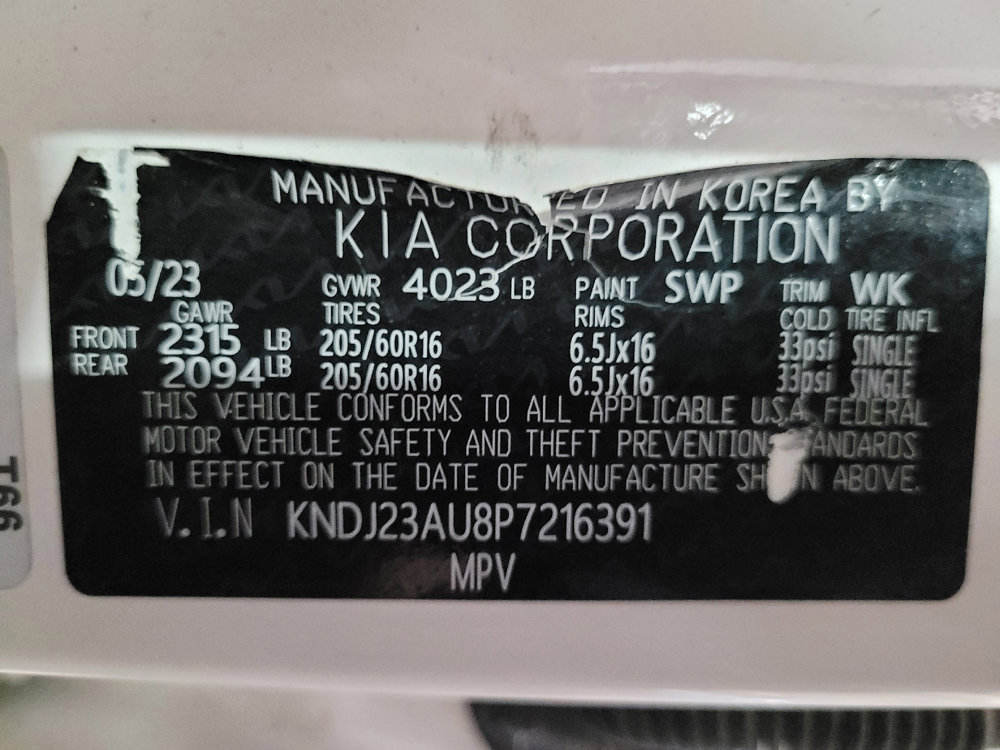 MANUFACTURED IN KOREA BY
KIA CORPORATION
05/23 GVWR 4023 LB PAINT SWP TRIM WK
GAWR TIRES RIMS COLD TIRE INFL
FRONT 2315 LB 205/60R16 6.5Jx16 33psi SINGLE
REAR 2094 LB 205/60R16 6.5Jx16 33psi SINGLE
THIS VEHICLE CONFORMS TO ALL APPLICABLE U.S.A. FEDERAL
MOTOR VEHICLE SAFETY AND THEFT PREVENTION STANDARDS
IN EFFECT ON THE DATE OF MANUFACTURE SHOWN ABOVE.
V.I.N KNDJ23AU8P7216391
MPV
T66